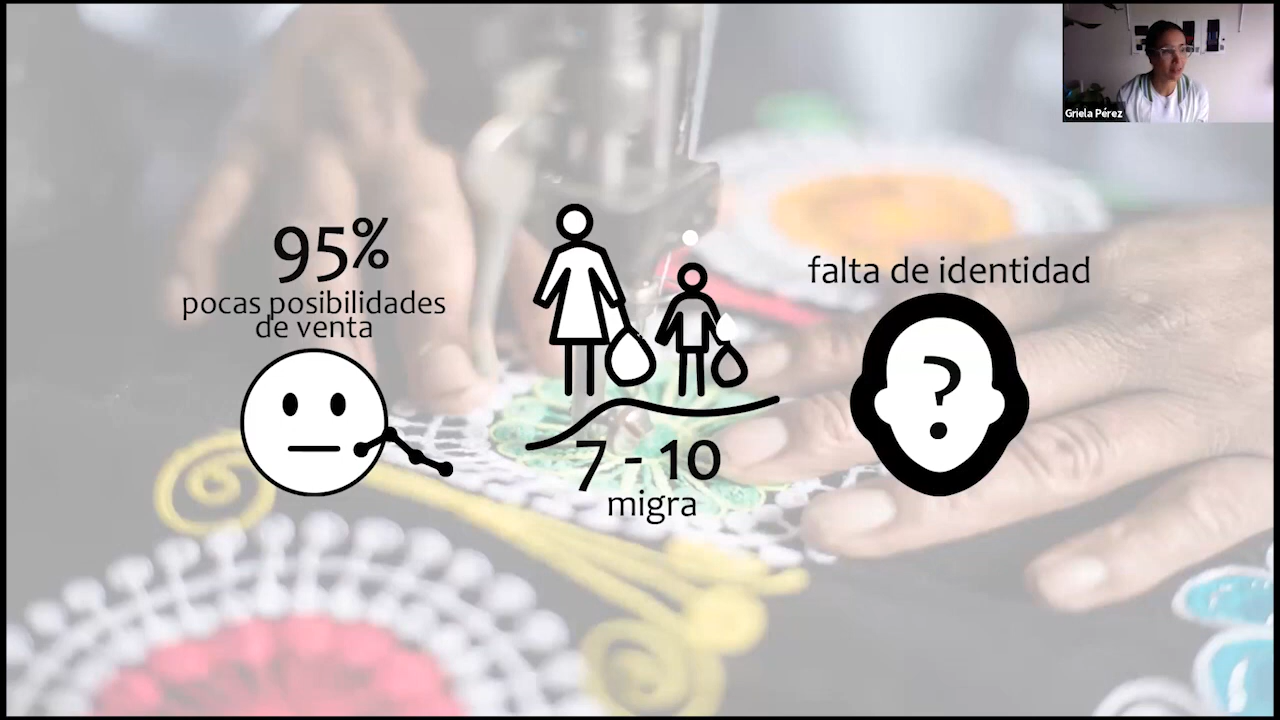 Griela Pérez
95%
pocas posibilidades
de venta
7 - 10
migra
falta de identidad
?